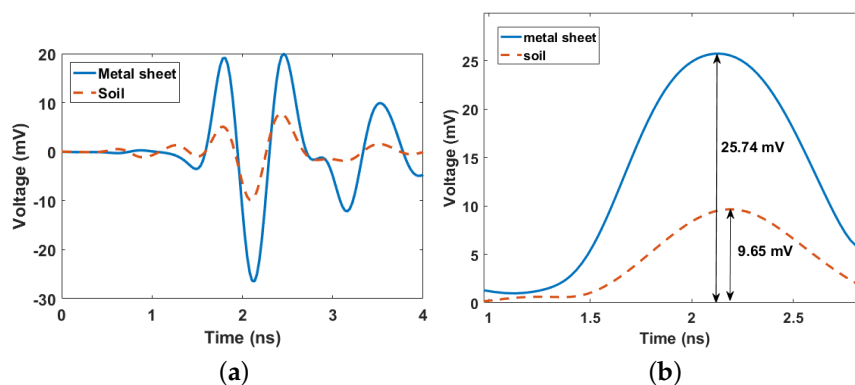 20
10
0
-10
-20
-30
Voltage (mV)
Metal sheet
Soil
0
1
2
3
4
Time (ns)
(a)
25
20
15
10
5
0
Voltage (mV)
metal sheet
soil
25.74 mV
9.65 mV
1
1.5
2
2.5
Time (ns)
(b)